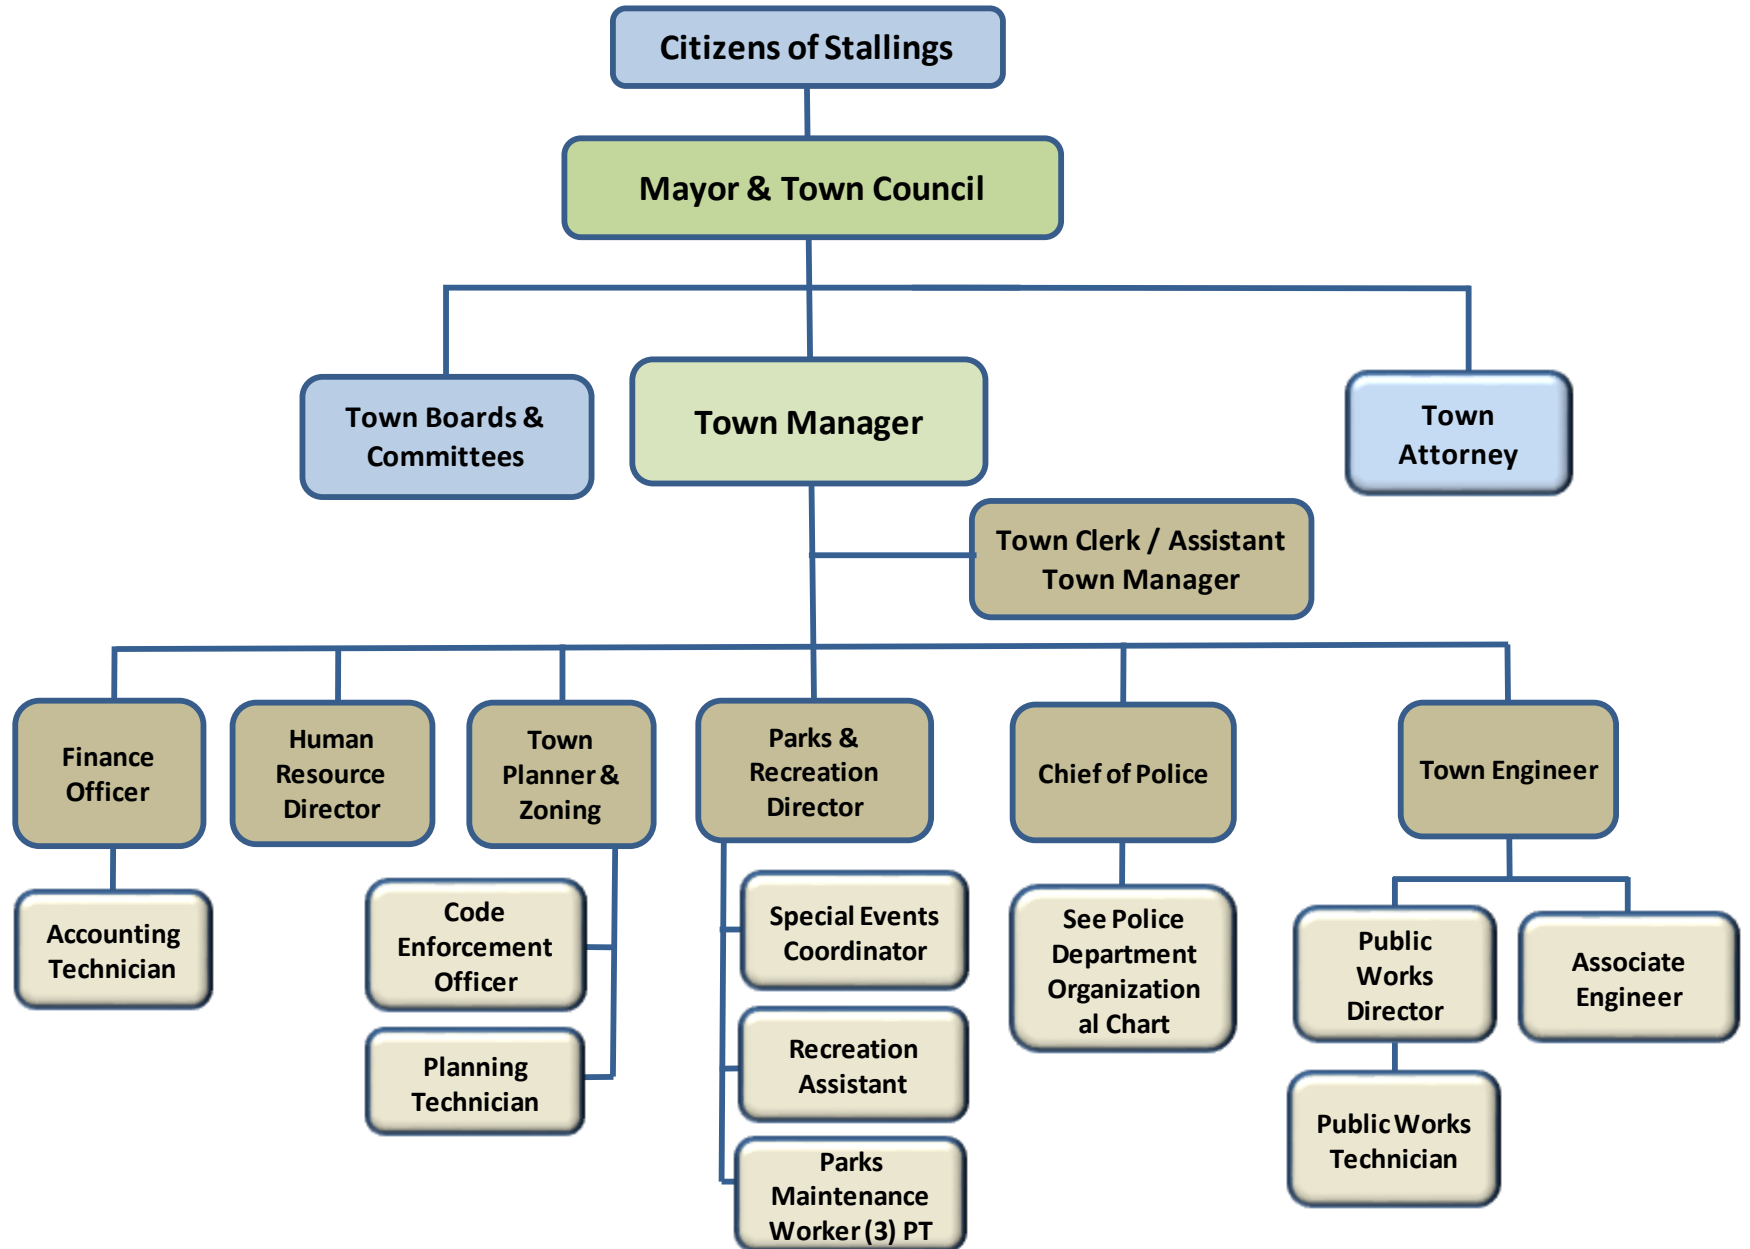 Citizens of Stallings
Mayor & Town Council
Town Boards &
Committees
Town Manager
Town
Attorney
Town Clerk / Assistant
Town Manager
Finance
Officer
Human
Resource
Director
Town
Planner &
Zoning
Parks &
Recreation
Director
Chief of Police
Town Engineer
Accounting
Technician
Code
Enforcement
Officer
Planning
Technician
Special Events
Coordinator
Recreation
Assistant
Parks
Maintenance
Worker (3) PT
See Police
Department
Organization
al Chart
Public
Works
Director
Associate
Engineer
Public Works
Technician